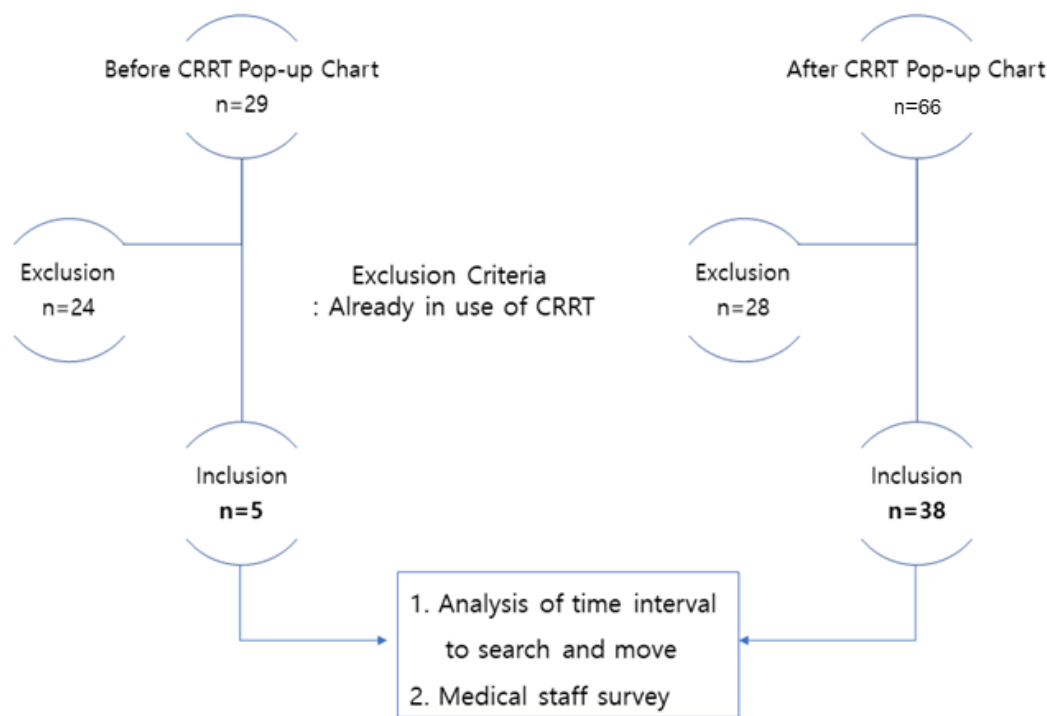 Before CRRT Pop-up Chart
n=29
After CRRT Pop-up Chart
n=66
Exclusion
n=24
Exclusion Criteria
: Already in use of CRRT
Exclusion
n=28
Inclusion
n=5
Inclusion
n=38
1. Analysis of time interval
to search and move
2. Medical staff survey